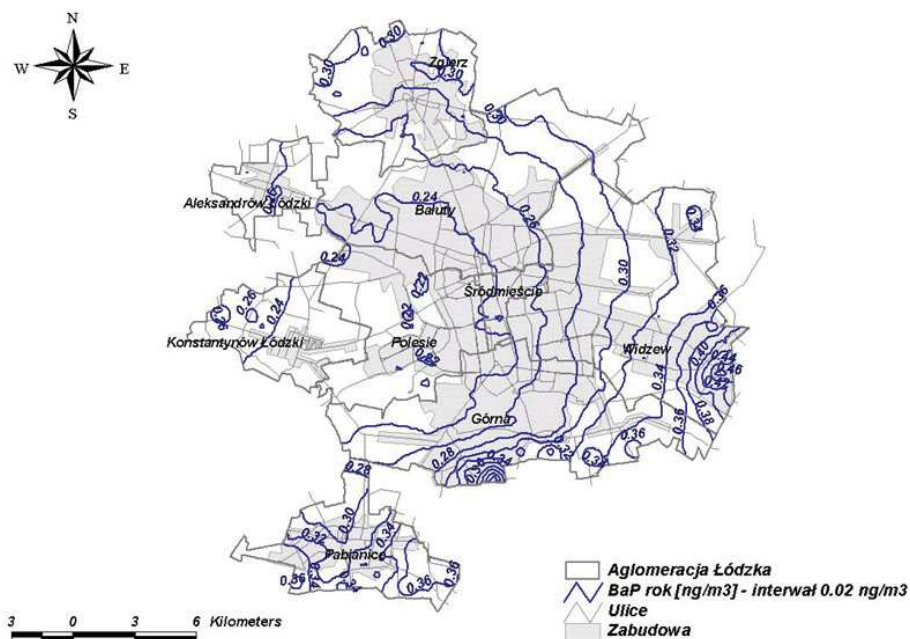 N
W E
S
0.30
Zgierz
0.30
0.30
Aleksandrów Łódzki
0.26
0.24
Bałuty
0.26
0.32
0.32
0.24
0.30
0.22
Śródmieście
0.36
0.26
0.24
0.22
Konstantynów Łódzki
Polesie
Widzew
0.40
0.44
0.46
0.42
0.22
0.34
0.38
0.36
Górna
0.36
0.28
0.34
0.28
0.30
0.34
0.32
Pabianice
0.36
0.34
0.36
0.36
Aglomeracja Łódzka
BaP rok [ng/m3] - interwał 0.02 ng/m3
Ulice
Zabudowa
3 0 3 6 Kilometers